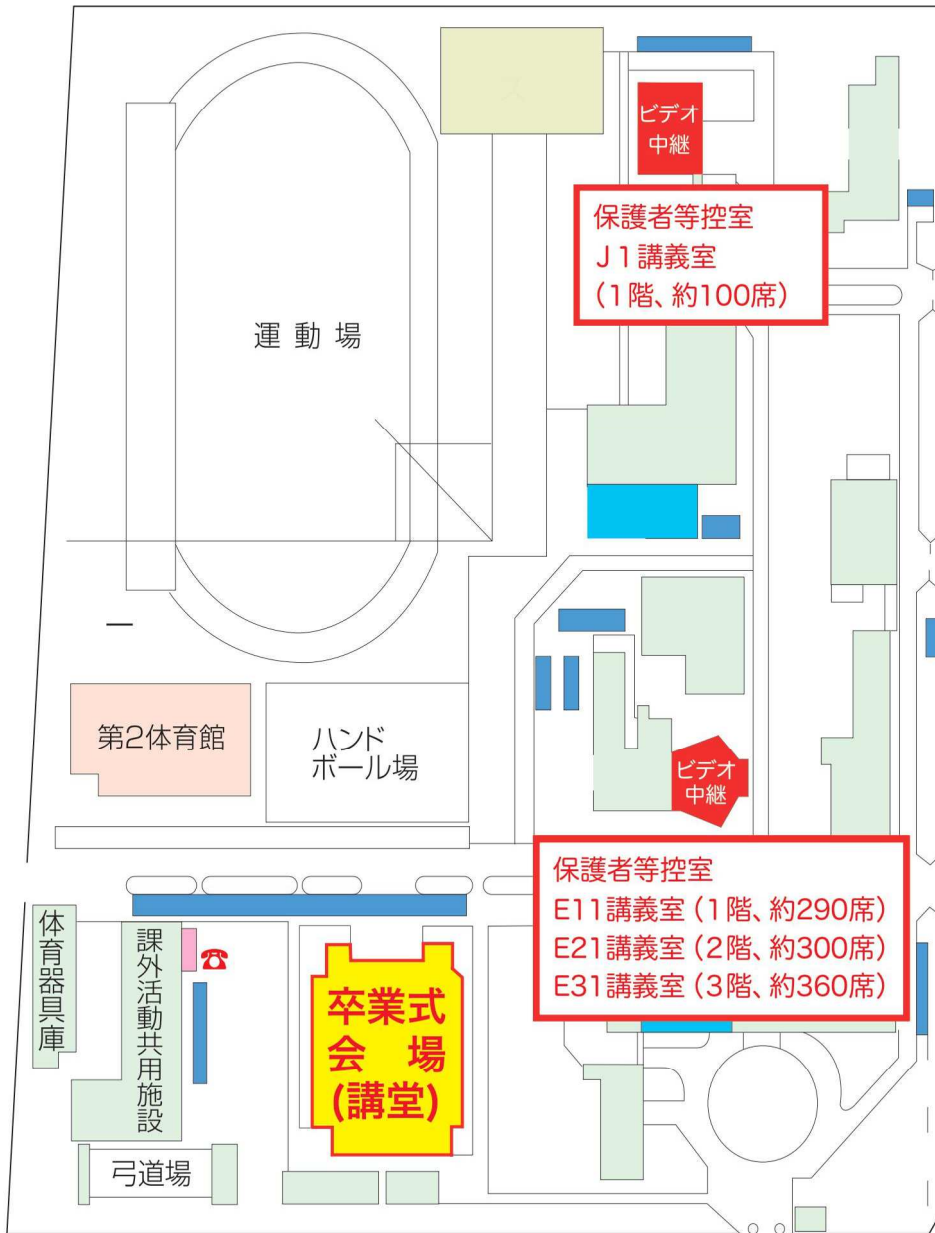 ビデオ
中継
保護者等控室
J1講義室
(1階、約100席)
運動場
第2体育館
ハンド
ボール場
ビデオ
中継
保護者等控室
E11講義室(1階、約290席)
E21講義室(2階、約300席)
E31講義室(3階、約360席)
体育器具庫
課外活動共用施設
卒業式
会場
(講堂)
弓道場